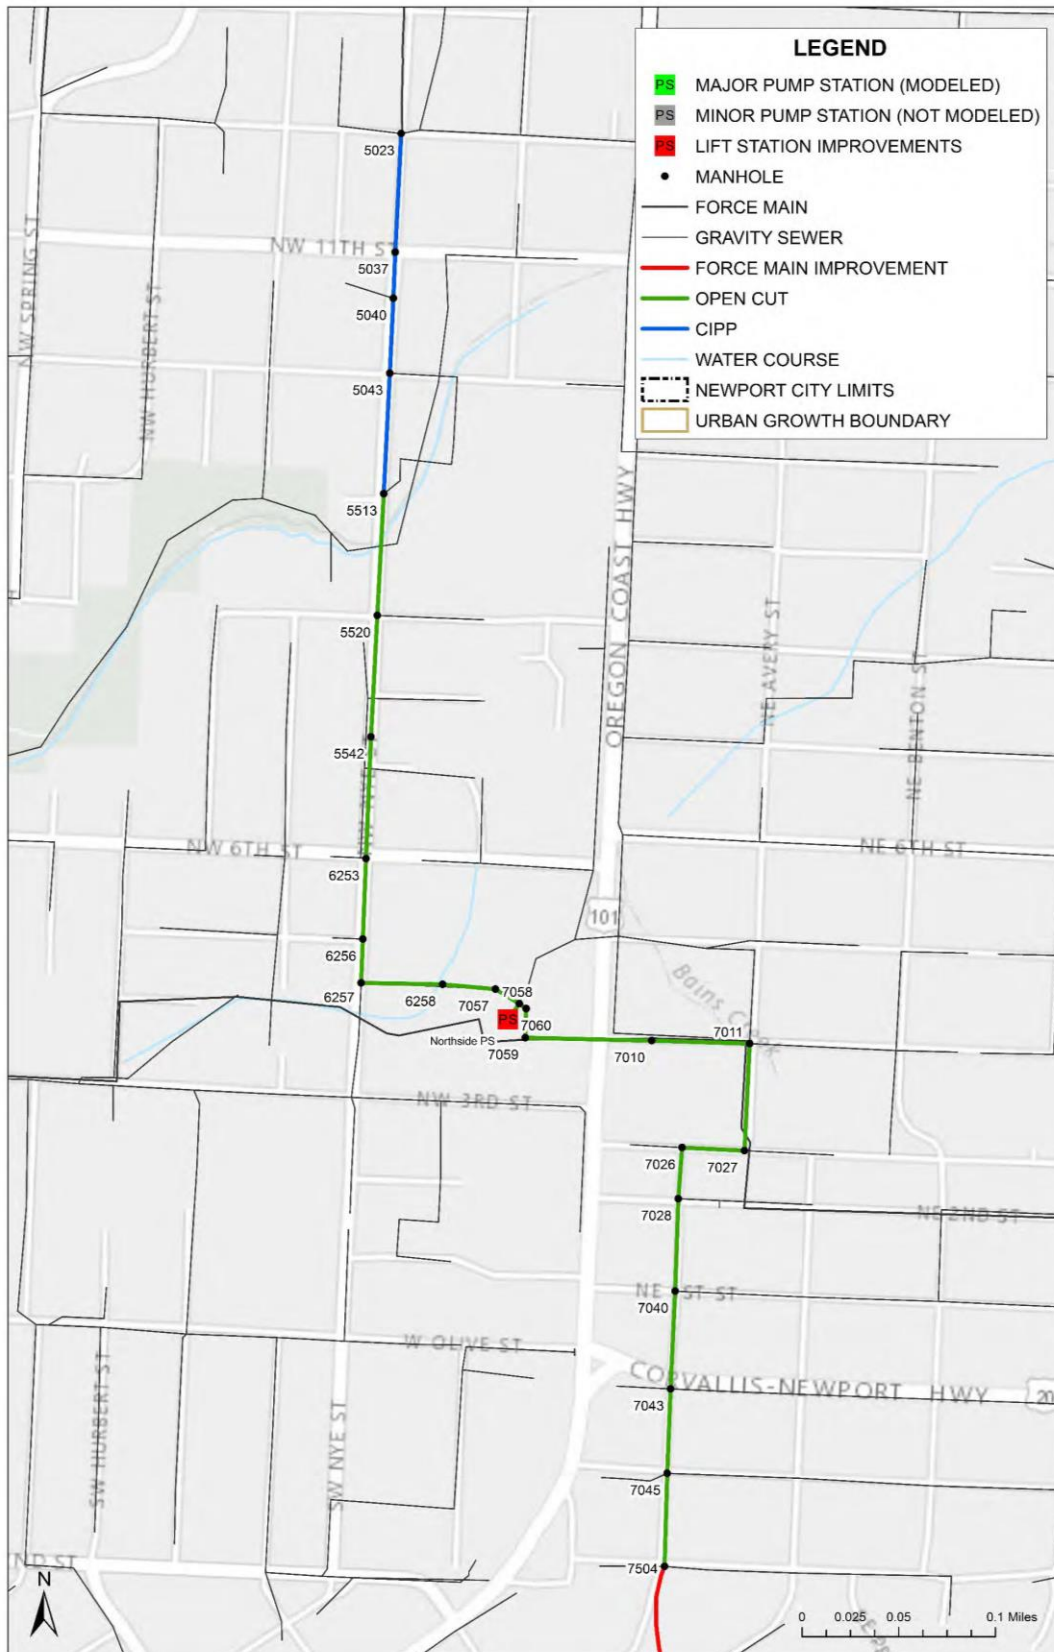 LEGEND
PS MAJOR PUMP STATION (MODELED)
PS MINOR PUMP STATION (NOT MODELED)
PS LIFT STATION IMPROVEMENTS
MANHOLE
FORCE MAIN
GRAVITY SEWER
FORCE MAIN IMPROVEMENT
OPEN CUT
CIPP
WATER COURSE
NEWPORT CITY LIMITS
URBAN GROWTH BOUNDARY
5023
NW 11TH ST
5037
5040
5043
NW SPRING ST
NW HURBERT ST
5513
5520
5542
OREGON COAST HWY
NE AVERY ST
NE BENTON ST
NW NYE
NW 6TH ST
NE 6TH ST
6253
101
6256
6257
6258
7057
7058
Bains Creek
PS
7060
Northside PS
7059
7010
7011
NW 3RD ST
7026
7027
7028
NE 2ND ST
NE ST ST
7040
W OLIVE ST
CORVALLIS-NEWPORT HWY
20
7043
SW HURBERT ST
SW NYE ST
7045
7504
ND ST
N
0 0.025 0.05 0.1 Miles